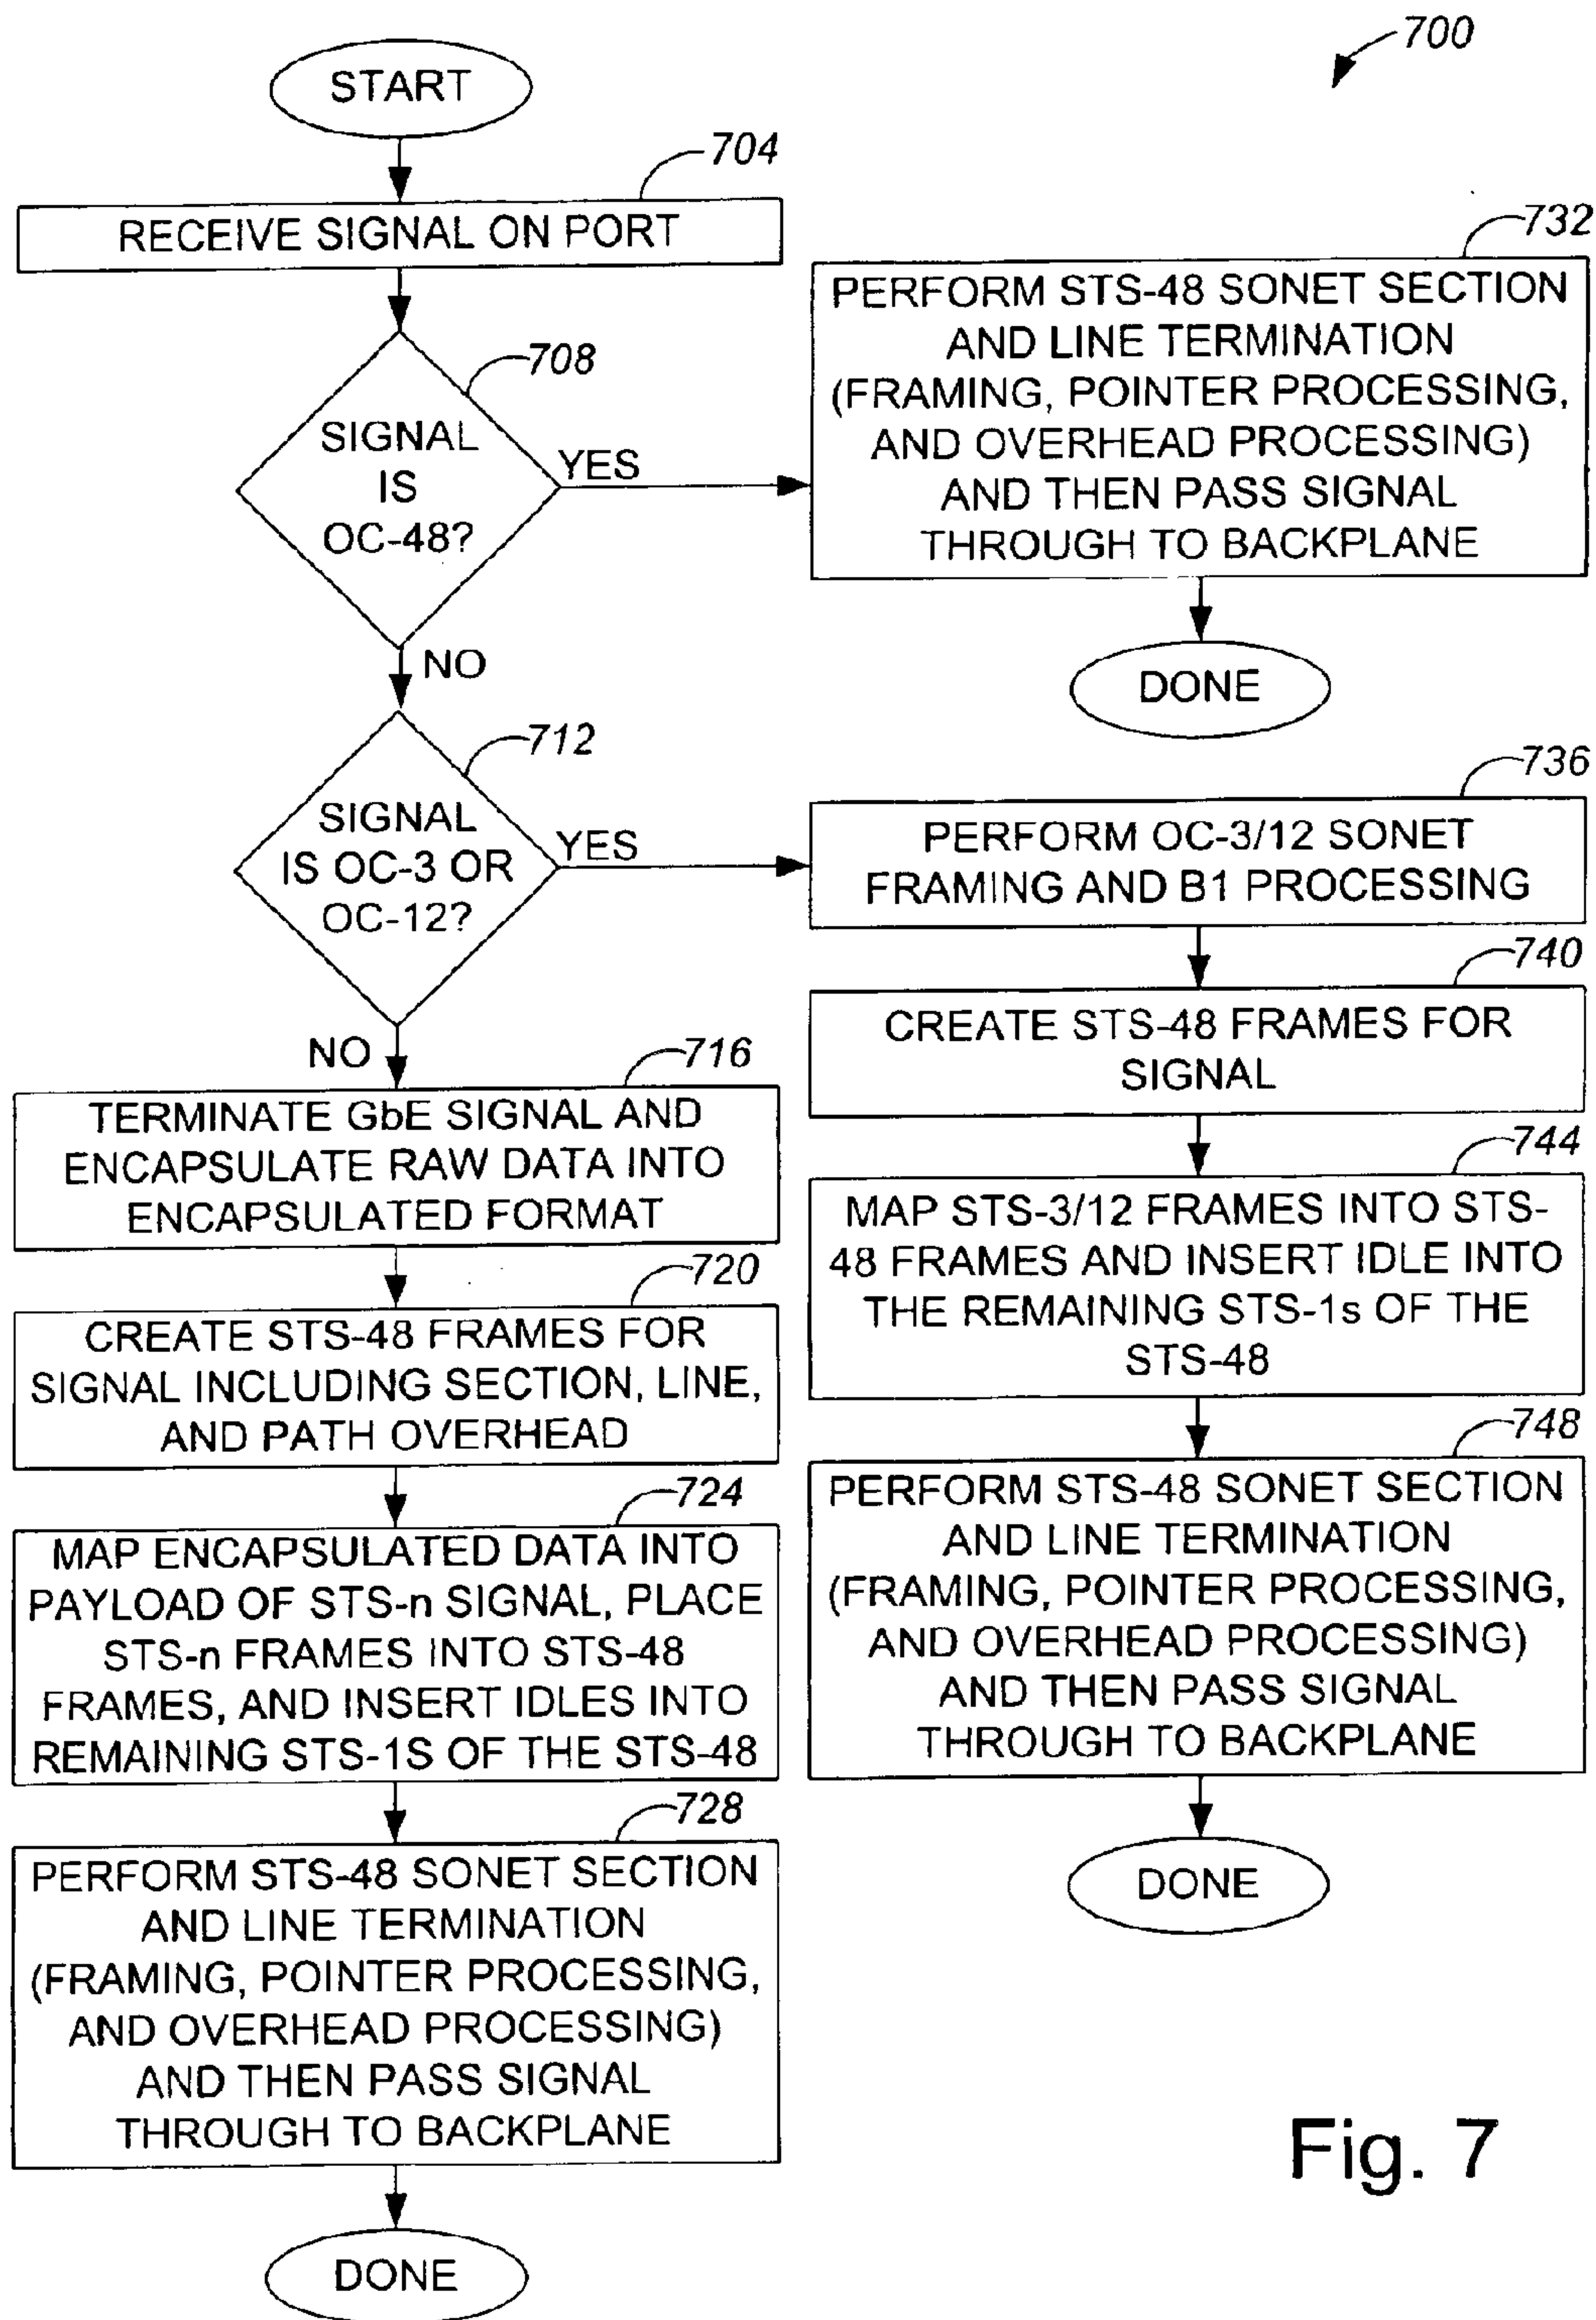 700
START
704
RECEIVE SIGNAL ON PORT
708
SIGNAL
IS
OC-48?
YES
NO
732
PERFORM STS-48 SONET SECTION
AND LINE TERMINATION
(FRAMING, POINTER PROCESSING,
AND OVERHEAD PROCESSING)
AND THEN PASS SIGNAL
THROUGH TO BACKPLANE
DONE
712
SIGNAL
IS OC-3 OR
OC-12?
YES
NO
736
PERFORM OC-3/12 SONET
FRAMING AND B1 PROCESSING
740
CREATE STS-48 FRAMES FOR
SIGNAL
744
MAP STS-3/12 FRAMES INTO STS-
48 FRAMES AND INSERT IDLE INTO
THE REMAINING STS-1s OF THE
STS-48
748
PERFORM STS-48 SONET SECTION
AND LINE TERMINATION
(FRAMING, POINTER PROCESSING,
AND OVERHEAD PROCESSING)
AND THEN PASS SIGNAL
THROUGH TO BACKPLANE
DONE
716
TERMINATE GbE SIGNAL AND
ENCAPSULATE RAW DATA INTO
ENCAPSULATED FORMAT
720
CREATE STS-48 FRAMES FOR
SIGNAL INCLUDING SECTION, LINE,
AND PATH OVERHEAD
724
MAP ENCAPSULATED DATA INTO
PAYLOAD OF STS-n SIGNAL, PLACE
STS-n FRAMES INTO STS-48
FRAMES, AND INSERT IDLES INTO
REMAINING STS-1S OF THE STS-48
728
PERFORM STS-48 SONET SECTION
AND LINE TERMINATION
(FRAMING, POINTER PROCESSING,
AND OVERHEAD PROCESSING)
AND THEN PASS SIGNAL
THROUGH TO BACKPLANE
DONE
Fig. 7